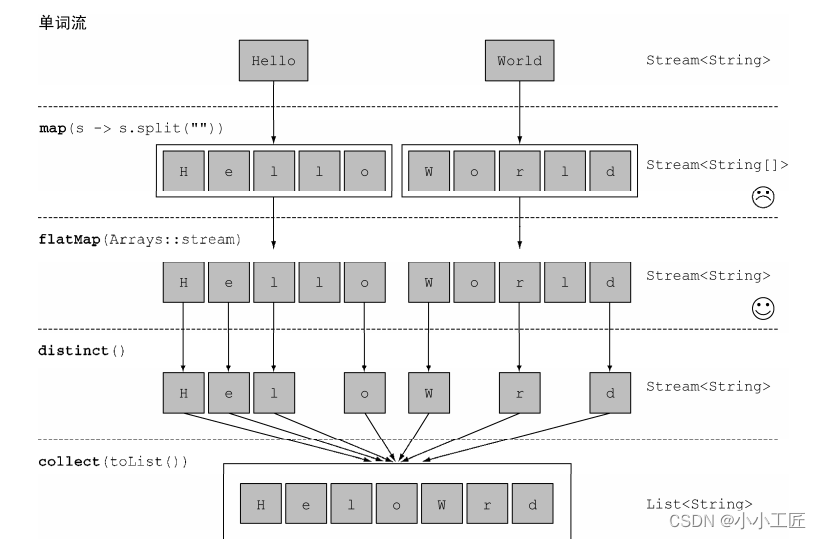 单词流
Hello World Stream<String>
map(s -> s.split(""))
H e l l o W o r l d Stream<String[]>
flatMap(Arrays::stream)
H e l l o W o r l d Stream<String>
distinct()
H e l o W r d Stream<String>
collect(toList())
H e l o W r d List<String>
CSDN @小小工匠